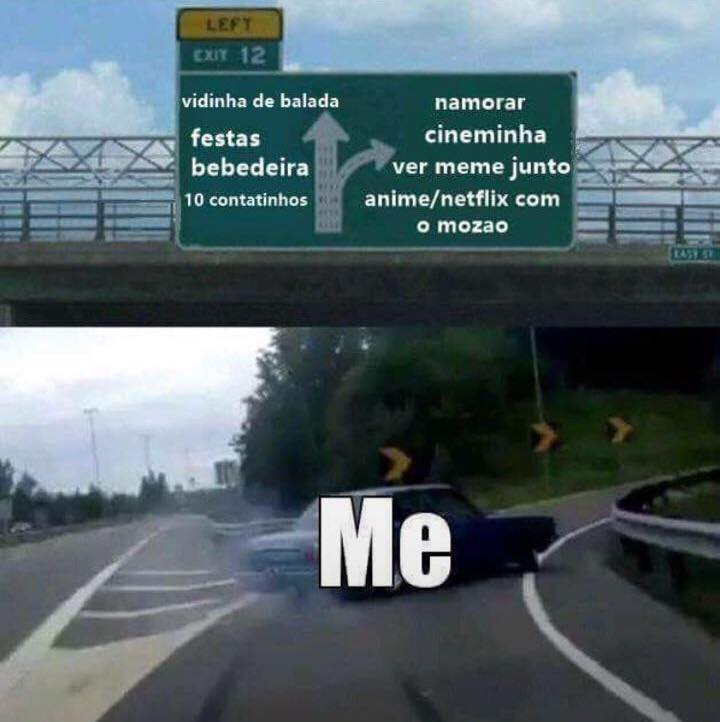 LEFT
EXIT 12
vidinha de balada
festas
bebedeira
10 contatinhos
namorar
cineminha
ver meme junto
anime/netflix com
o mozao
Me